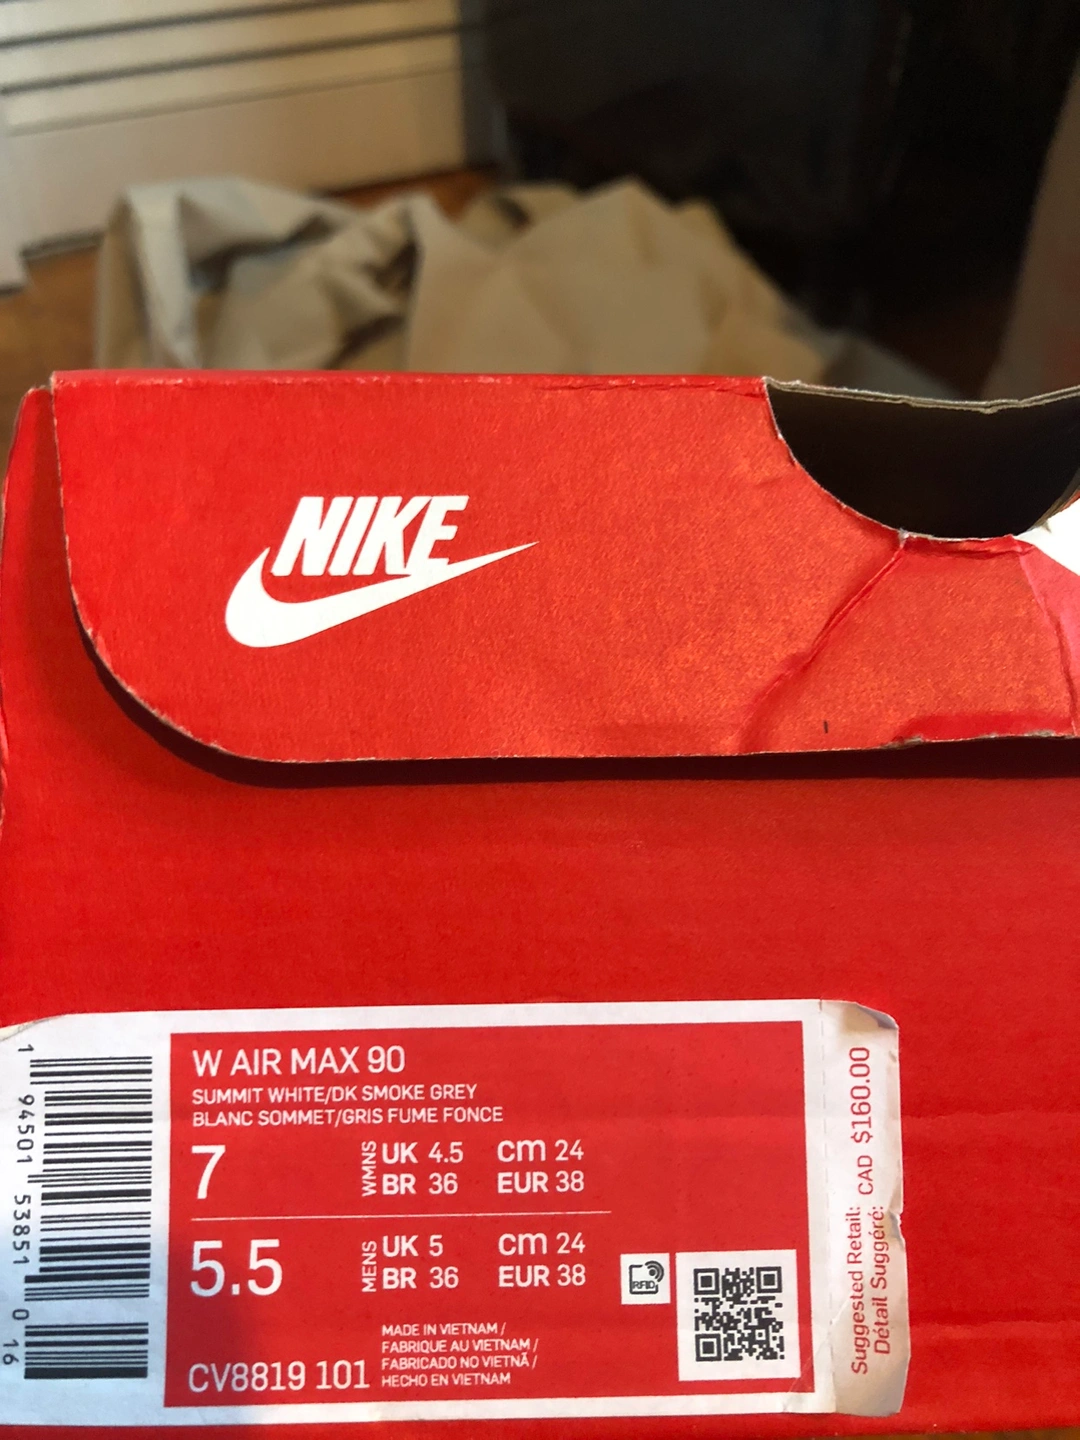 NIKE
W AIR MAX 90
SUMMIT WHITE/DK SMOKE GREY
BLANC SOMMET/GRIS FUME FONCE
7 WMNS UK 4.5 cm 24
BR 36 EUR 38
5.5 MENS UK 5 cm 24
BR 36 EUR 38
RFID
MADE IN VIETNAM /
FABRIQUE AU VIETNAM /
FABRICADO NO VIETNÃ /
HECHO EN VIETNAM
CV8819 101
1 94501 53851 0 16
Suggested Retail: CAD $160.00
Détail Suggéré: